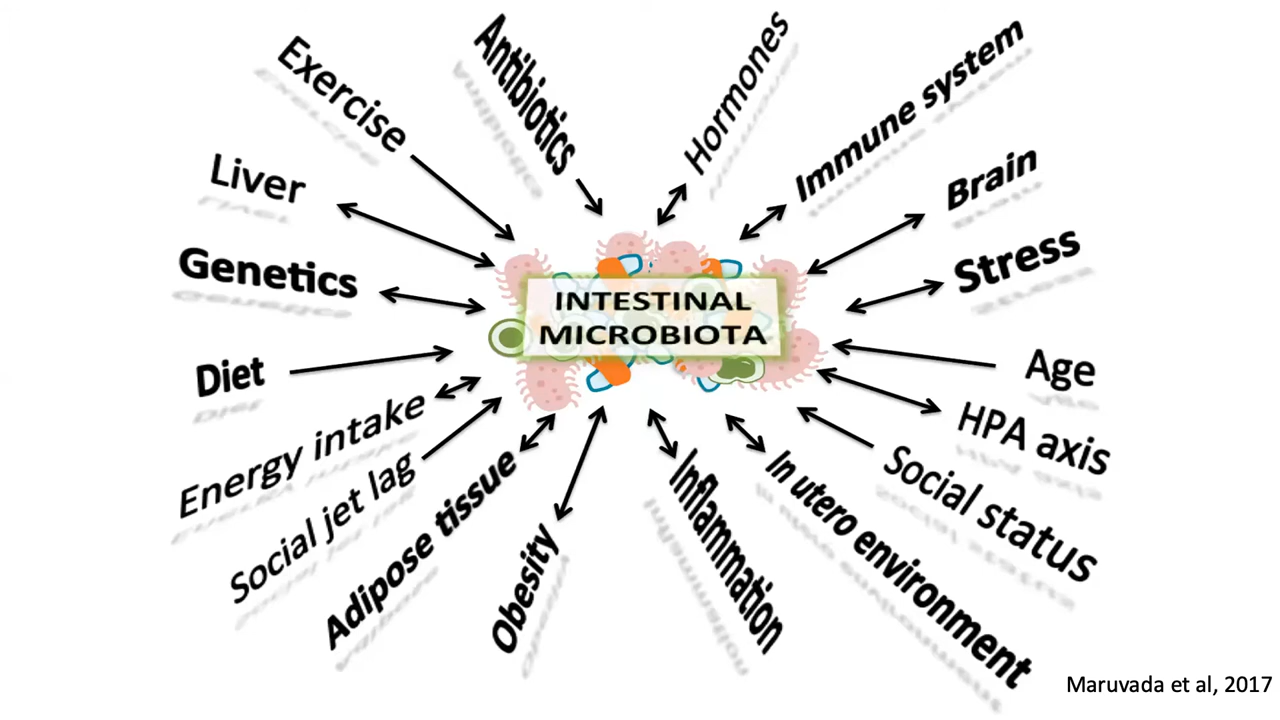 Exercise
Antibiotics
Hormones
Immune system
Liver
Brain
Genetics
Stress
INTESTINAL
MICROBIOTA
Diet
Age
Energy intake
HPA axis
Social jet lag
Social status
Adipose tissue
Obesity
Inflammation
In utero environment
Maruvada et al, 2017